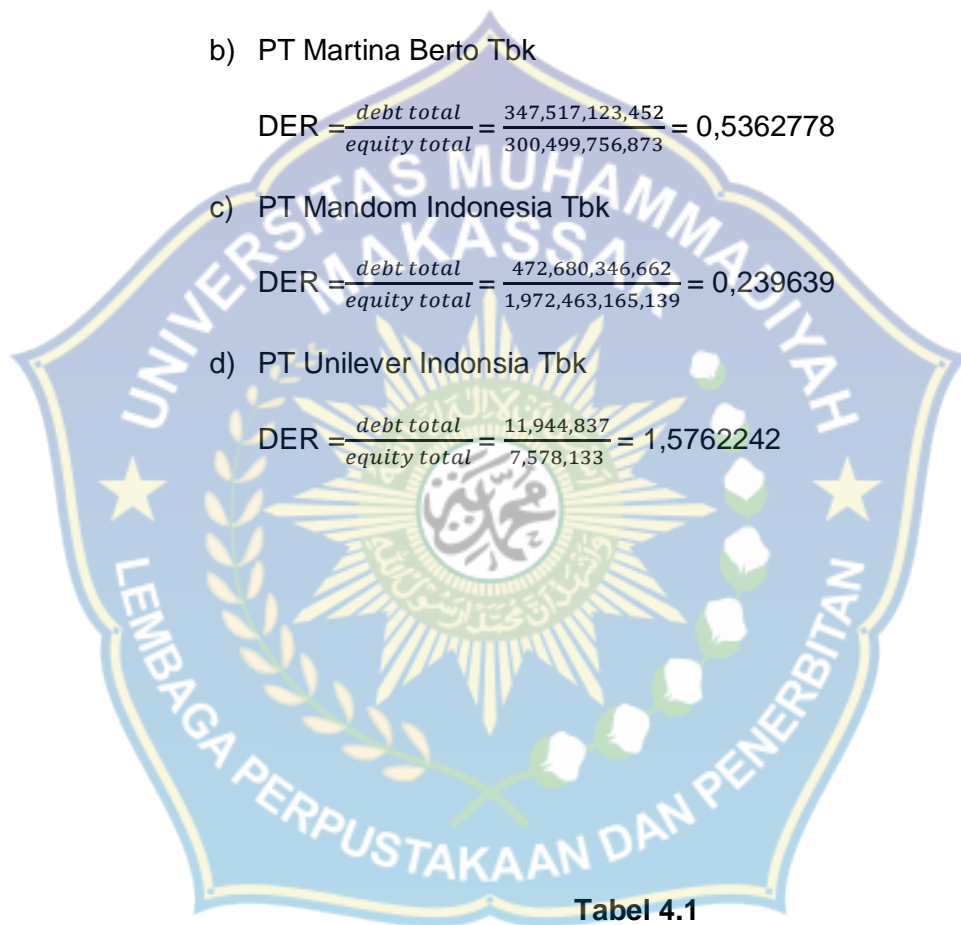 b) PT Martina Berto Tbk
DER = debt total / equity total = 347,517,123,452 / 300,499,756,873 = 0,5362778
c) PT Mandom Indonesia Tbk
DER = debt total / equity total = 472,680,346,662 / 1,972,463,165,139 = 0,239639
d) PT Unilever Indonsia Tbk
DER = debt total / equity total = 11,944,837 / 7,578,133 = 1,5762242
Tabel 4.1
UNIVERSITAS MUHAMMADIYAH
MAKASSAR
LEMBAGA PERPUSTAKAAN DAN PENERBITAN